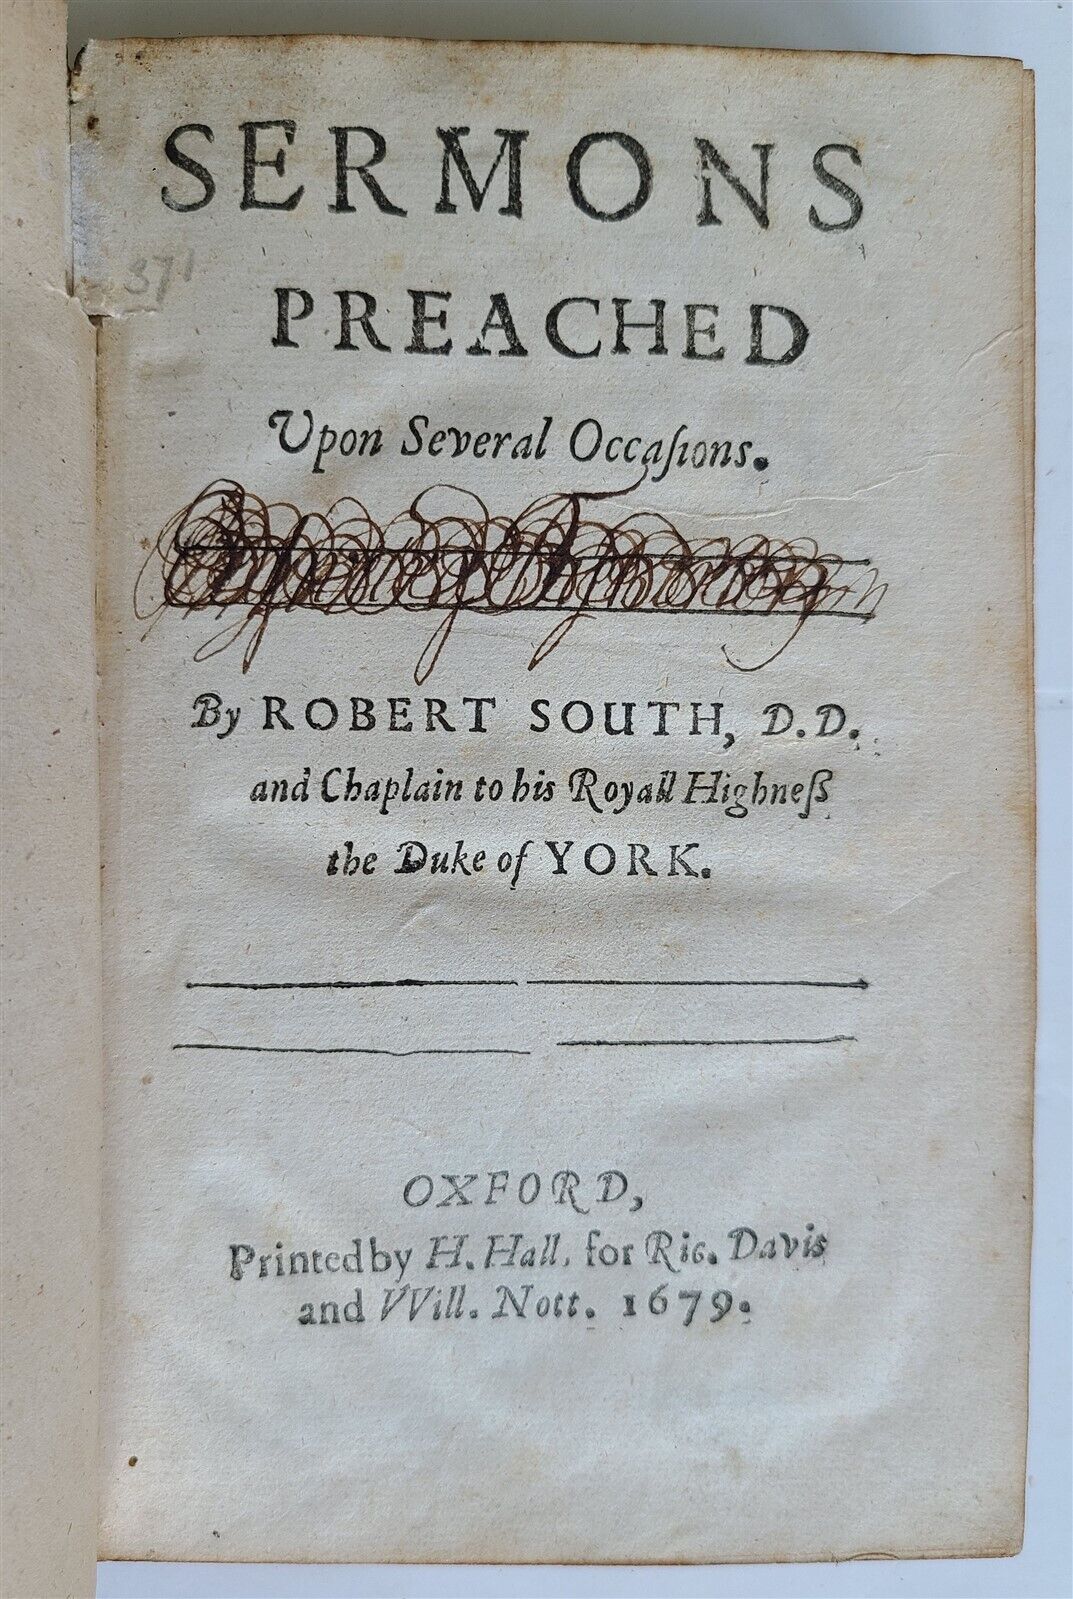 SERMONS
371
PREACHED
Upon Several Occaſions.
By ROBERT SOUTH, D.D.
and Chaplain to his Royall Highneſs
the Duke of YORK.
OXFORD,
Printed by H. Hall, for Ric. Davis
and VVill. Nott. 1679.